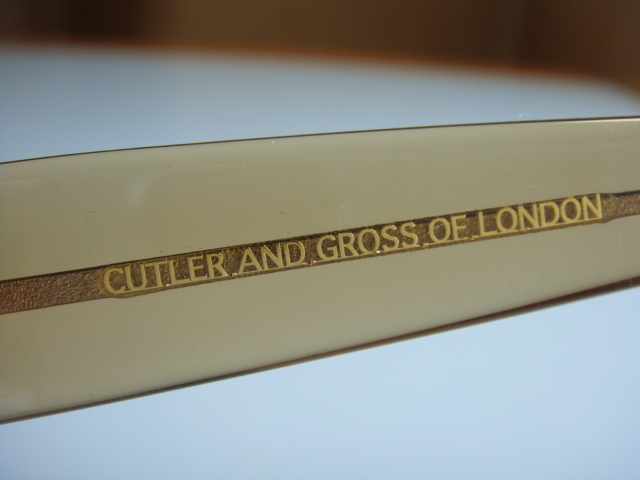 CUTLER AND GROSS OF LONDON